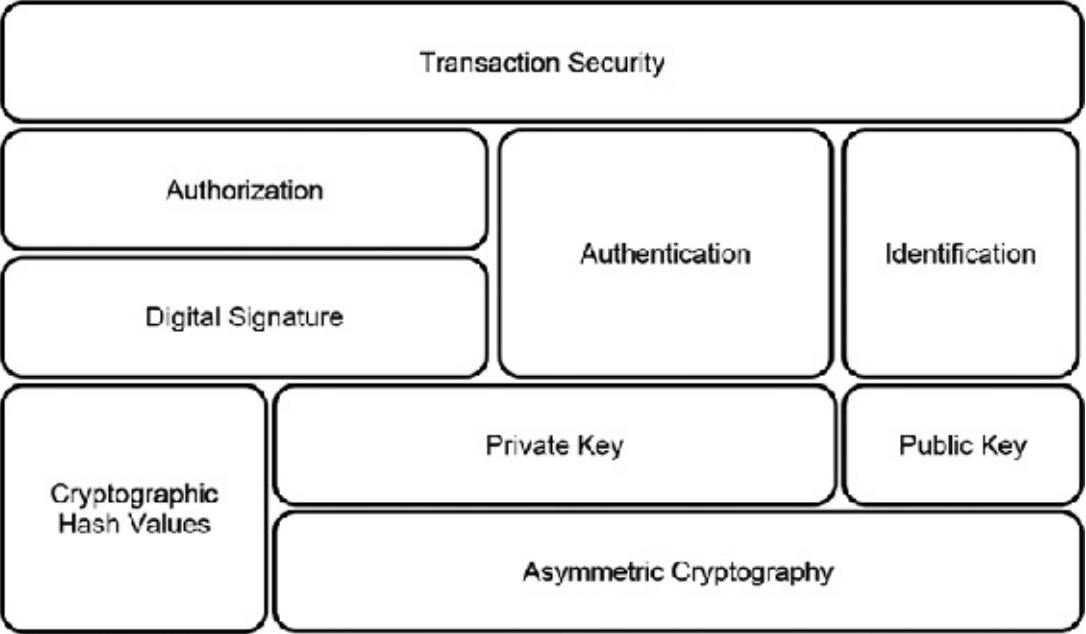 Transaction Security
Authorization
Authentication
Identification
Digital Signature
Cryptographic
Hash Values
Private Key
Public Key
Asymmetric Cryptography